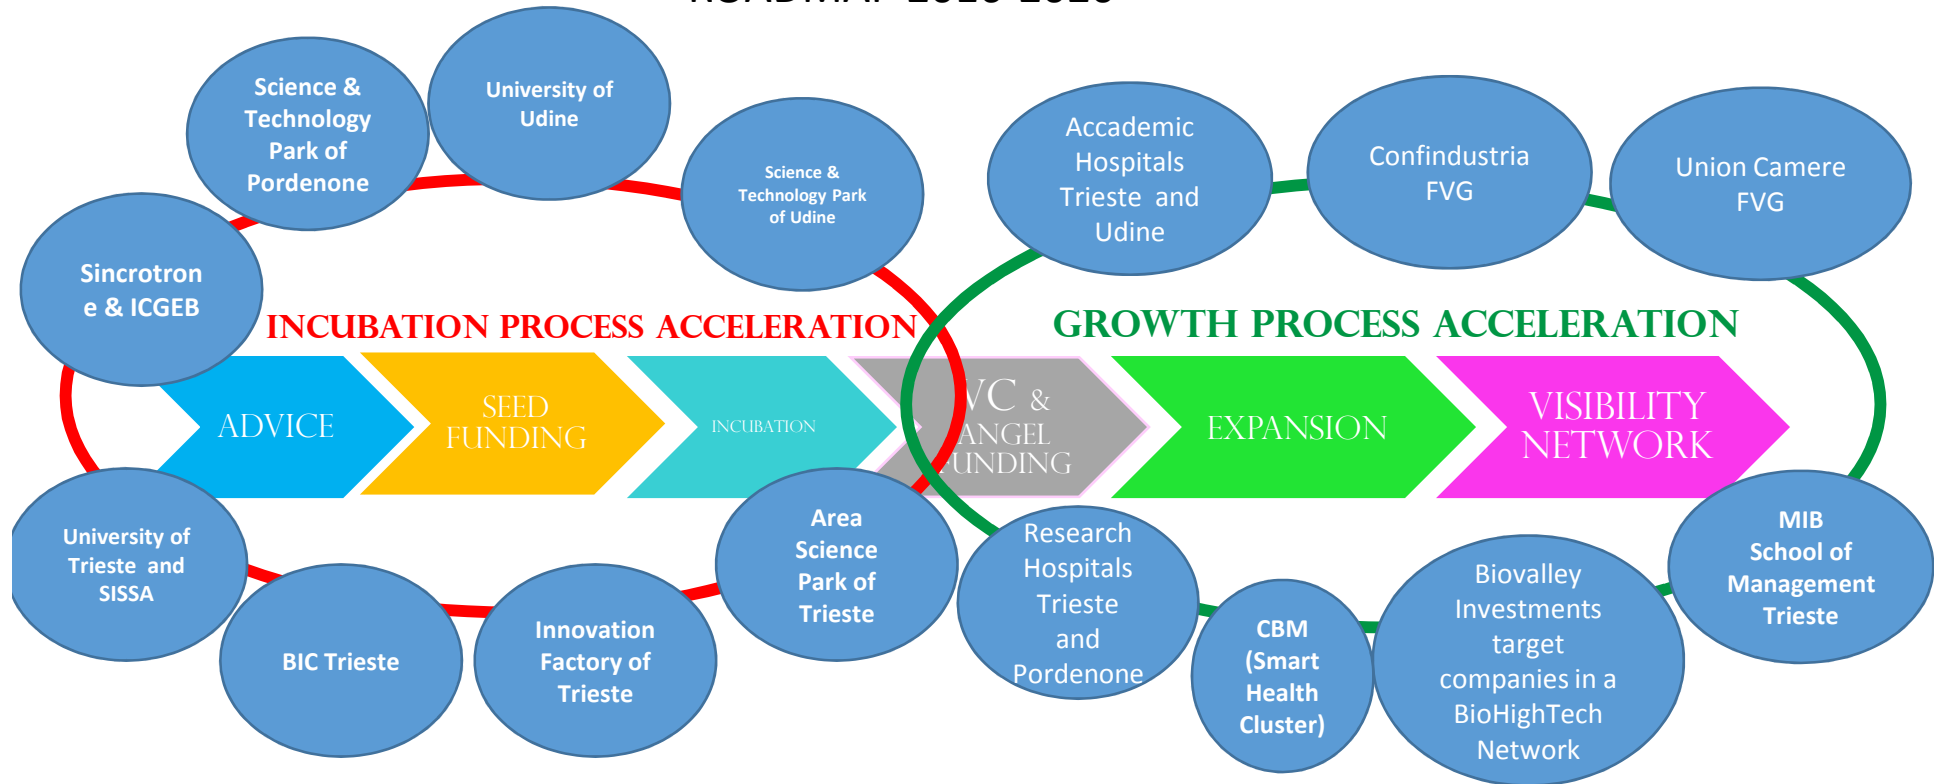 ROADMAP
Science &
Technology
Park of
Pordenone
University of
Udine
Science &
Technology Park
of Udine
Accademic
Hospitals
Trieste and
Udine
Confindustria
FVG
Union Camere
FVG
Sincrotron
e & ICGEB
INCUBATION PROCESS ACCELERATION
GROWTH PROCESS ACCELERATION
ADVICE
SEED
FUNDING
INCUBATION
VC &
ANGEL
FUNDING
EXPANSION
VISIBILITY
NETWORK
University of
Trieste and
SISSA
BIC Trieste
Innovation
Factory of
Trieste
Area
Science
Park of
Trieste
Research
Hospitals
Trieste
and
Pordenone
CBM
(Smart
Health
Cluster)
Biovalley
Investments
target
companies in a
BioHighTech
Network
MIB
School of
Management
Trieste